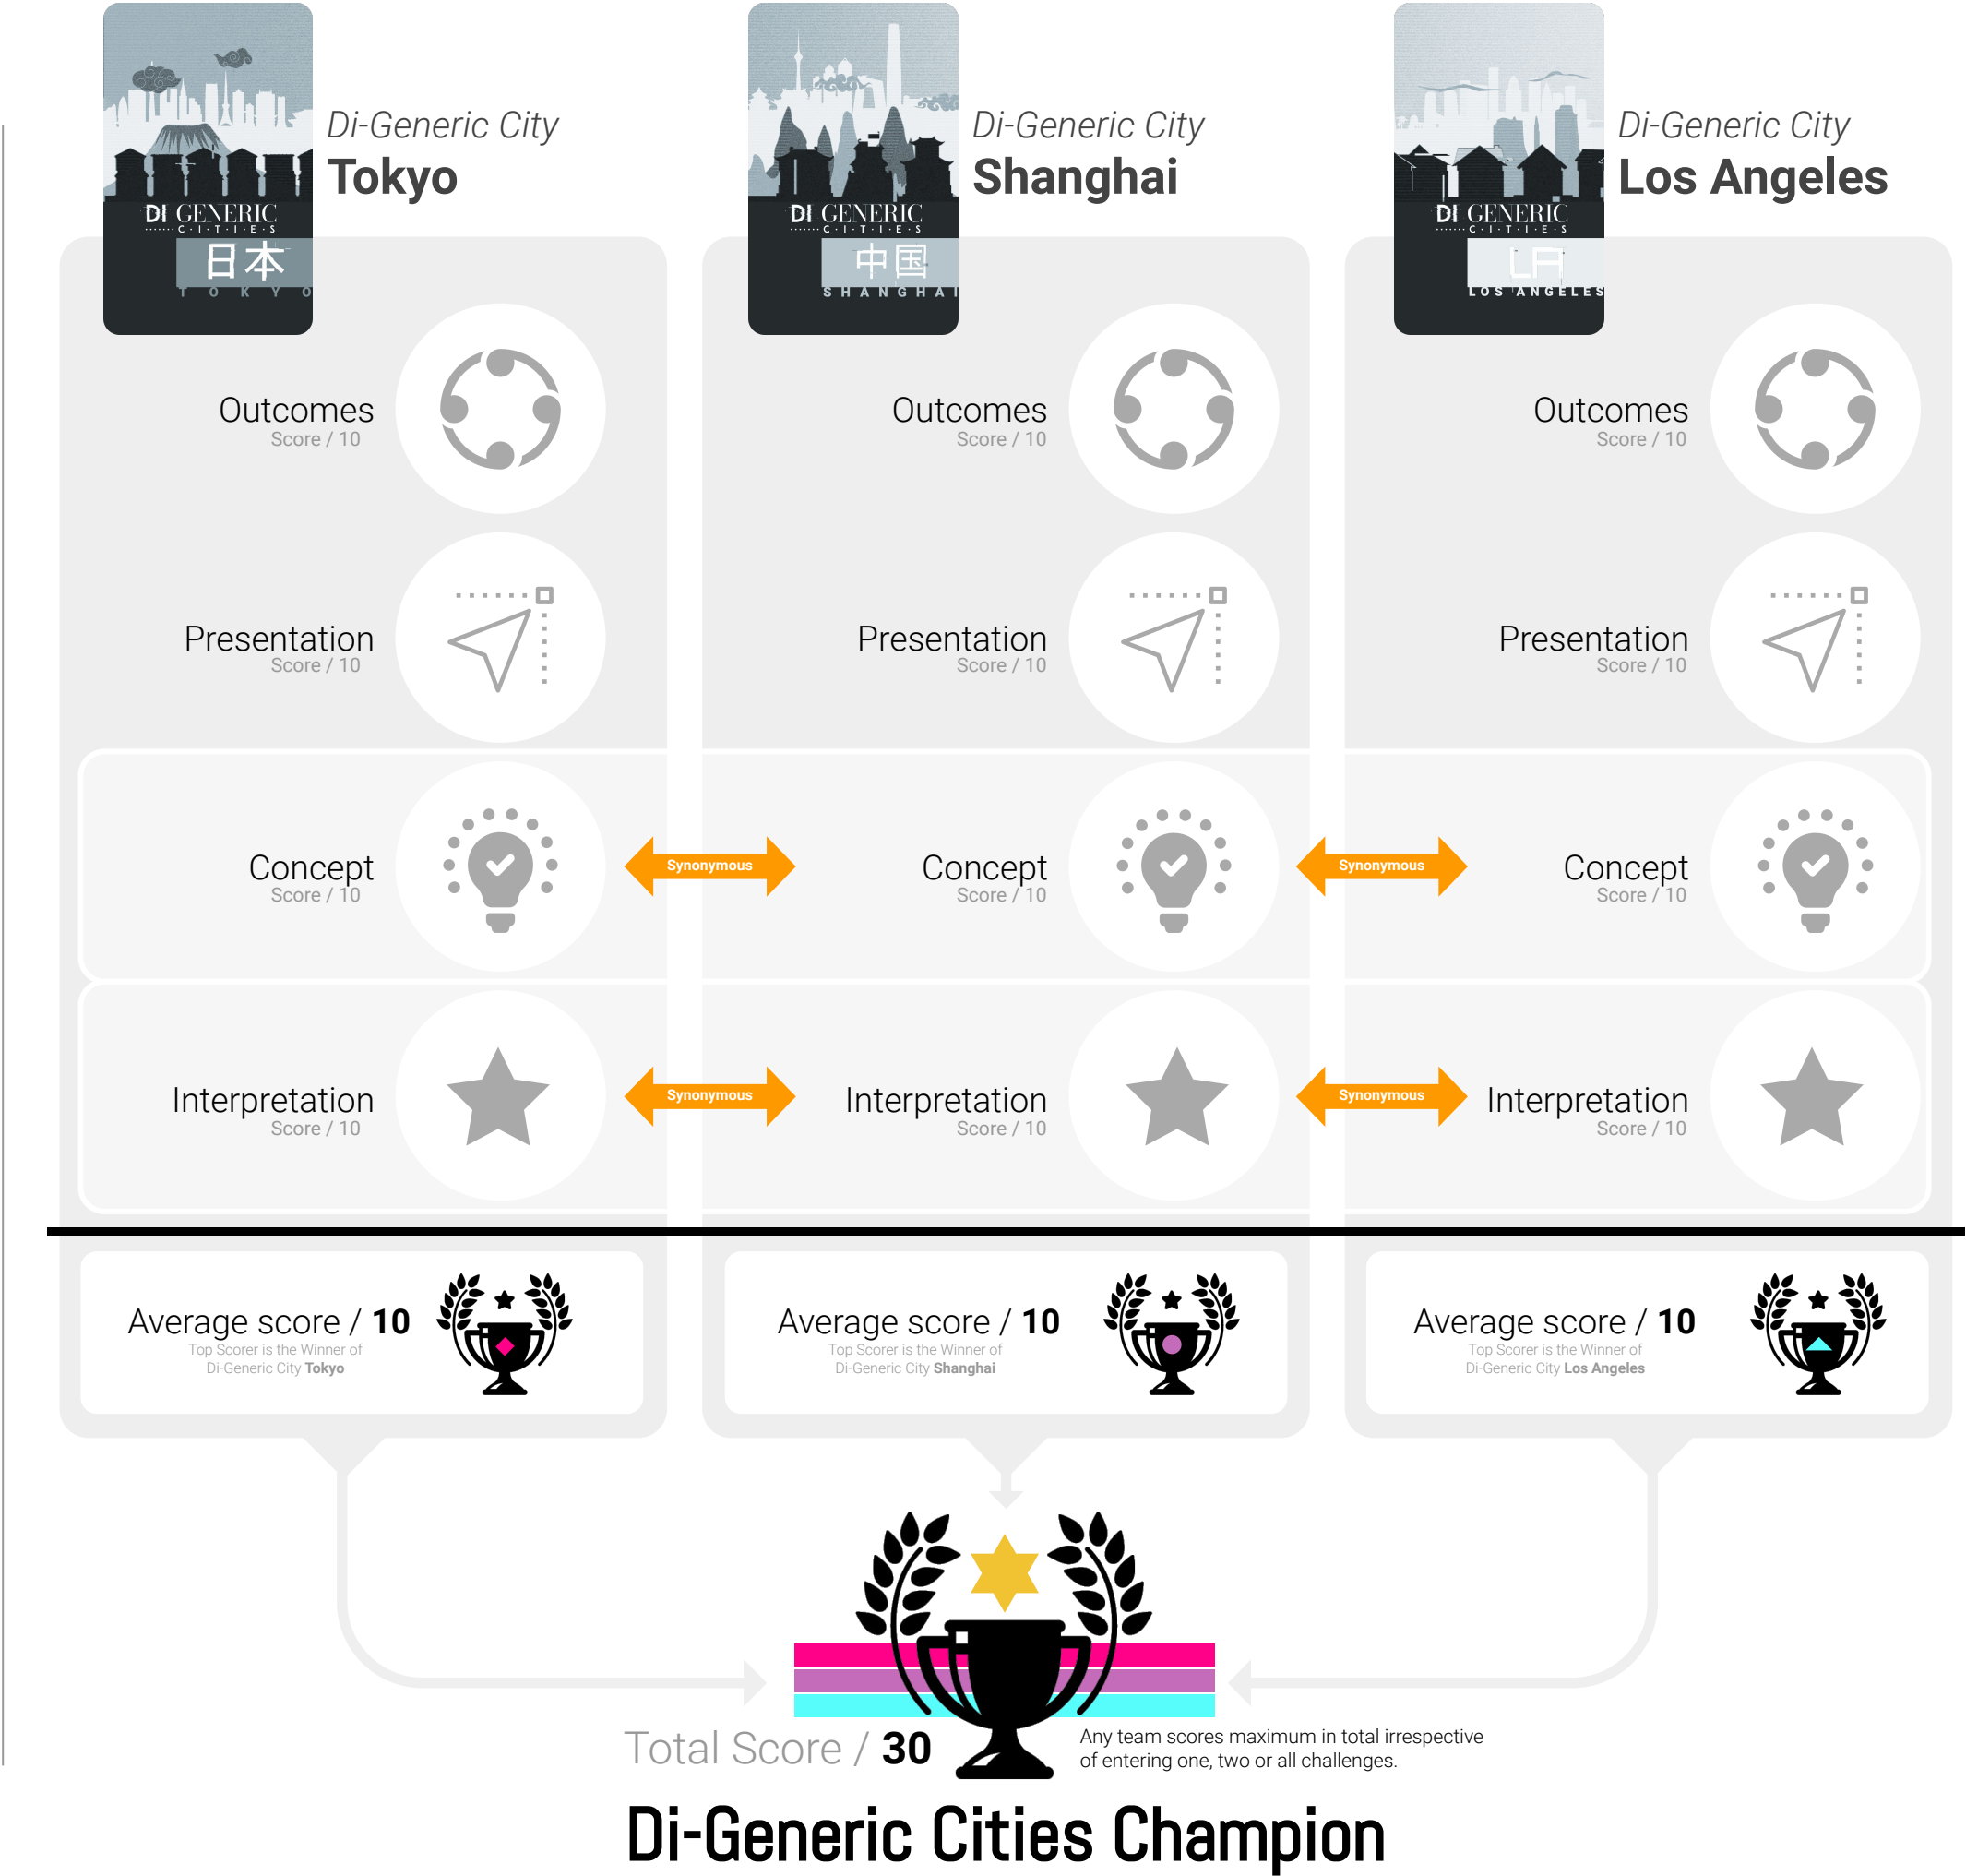 Di-Generic City
Tokyo
DI GENERIC
C·I·T·I·E·S
日本
TOKYO
Di-Generic City
Shanghai
DI GENERIC
C·I·T·I·E·S
中国
SHANGHAI
Di-Generic City
Los Angeles
DI GENERIC
C·I·T·I·E·S
LA
LOS ANGELES
Outcomes
Score / 10
Outcomes
Score / 10
Outcomes
Score / 10
Presentation
Score / 10
Presentation
Score / 10
Presentation
Score / 10
Concept
Score / 10
Synonymous
Concept
Score / 10
Synonymous
Concept
Score / 10
Interpretation
Score / 10
Synonymous
Interpretation
Score / 10
Synonymous
Interpretation
Score / 10
Average score / 10
Top Scorer is the Winner of
Di-Generic City Tokyo
Average score / 10
Top Scorer is the Winner of
Di-Generic City Shanghai
Average score / 10
Top Scorer is the Winner of
Di-Generic City Los Angeles
Total Score / 30
Any team scores maximum in total irrespective
of entering one, two or all challenges.
Di-Generic Cities Champion